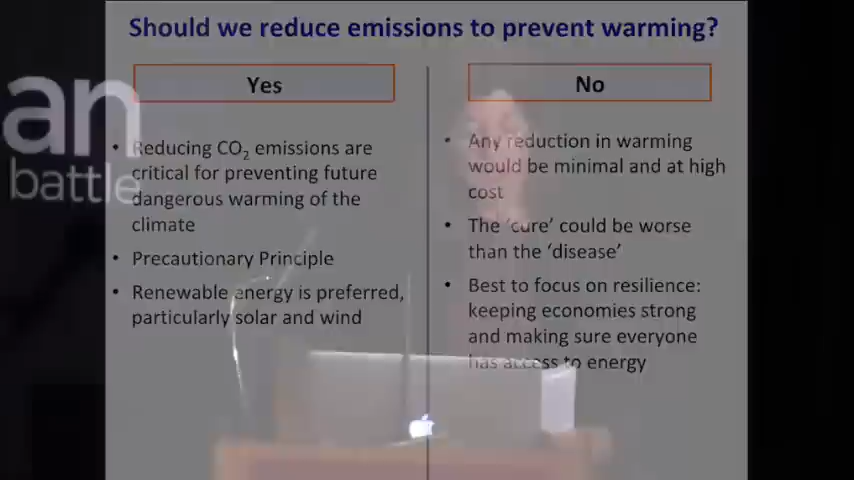 Should we reduce emissions to prevent warming?
Yes
No
an
battle
• Reducing CO₂ emissions are
critical for preventing future
dangerous warming of the
climate
• Precautionary Principle
• Renewable energy is preferred,
particularly solar and wind
• Any reduction in warming
would be minimal and at high
cost
• The 'cure' could be worse
than the 'disease'
• Best to focus on resilience:
keeping economies strong
and making sure everyone
has access to energy